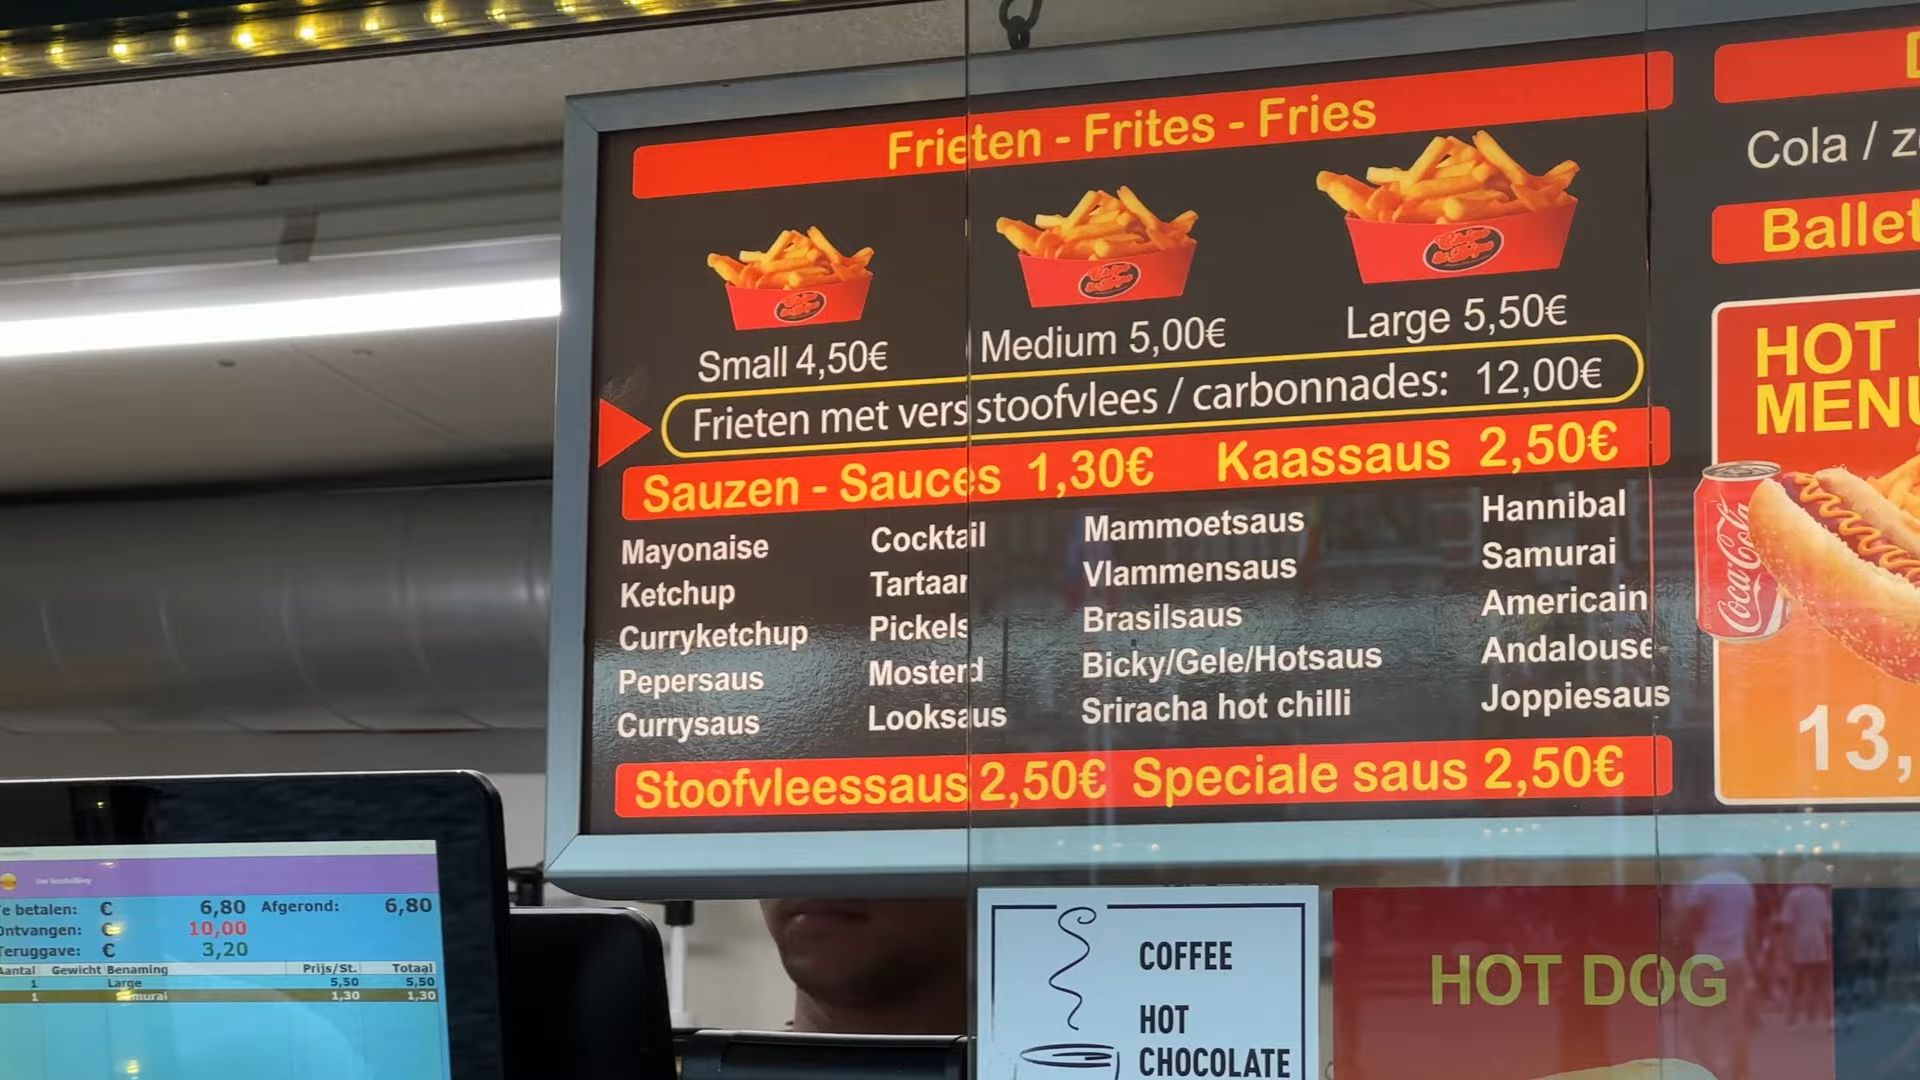 Frieten - Frites - Fries
Small 4,50€
Medium 5,00€
Large 5,50€
Frieten met vers stoofvlees / carbonnades: 12,00€
Sauzen - Sauces 1,30€ Kaassaus 2,50€
Mayonaise
Ketchup
Curryketchup
Pepersaus
Currysaus
Cocktail
Tartaar
Pickels
Mosterd
Looksaus
Mammoetsaus
Vlammensaus
Brasilsaus
Bicky/Gele/Hotsaus
Sriracha hot chilli
Hannibal
Samurai
Americain
Andalouse
Joppiesaus
Stoofvleessaus 2,50€ Speciale saus 2,50€
Cola /
HOT
MENU
Coca-Cola
13,
e betalen: € 6,80 Afgerond: 6,80
Ontvangen: € 10,00
Teruggave: € 3,20
Aantal Gewicht Benaming Prijs/St. Totaal
1 Large 5,50 5,50
1 Samurai 1,30 1,30
COFFEE
HOT
CHOCOLATE
HOT DOG